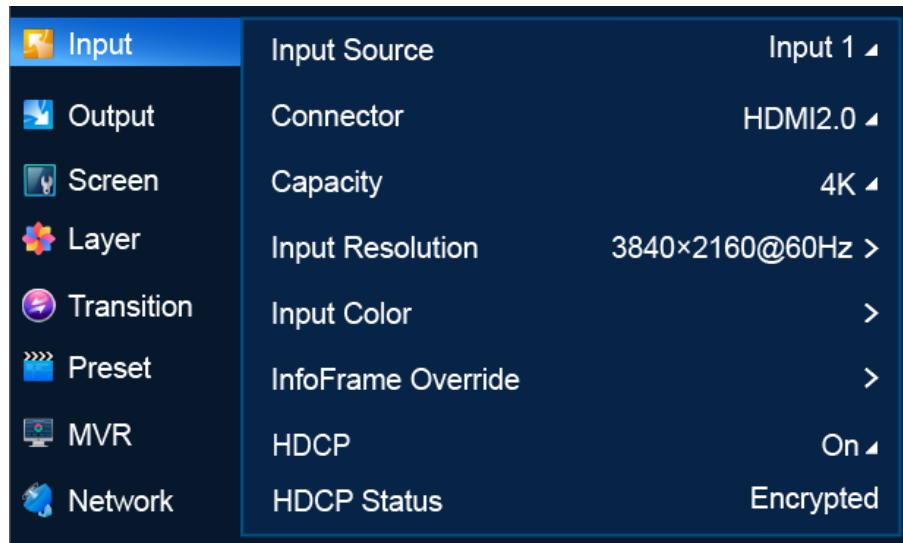 Input
Output
Screen
Layer
Transition
Preset
MVR
Network
Input Source Input 1
Connector HDMI2.0
Capacity 4K
Input Resolution 3840×2160@60Hz >
Input Color >
InfoFrame Override >
HDCP On
HDCP Status Encrypted